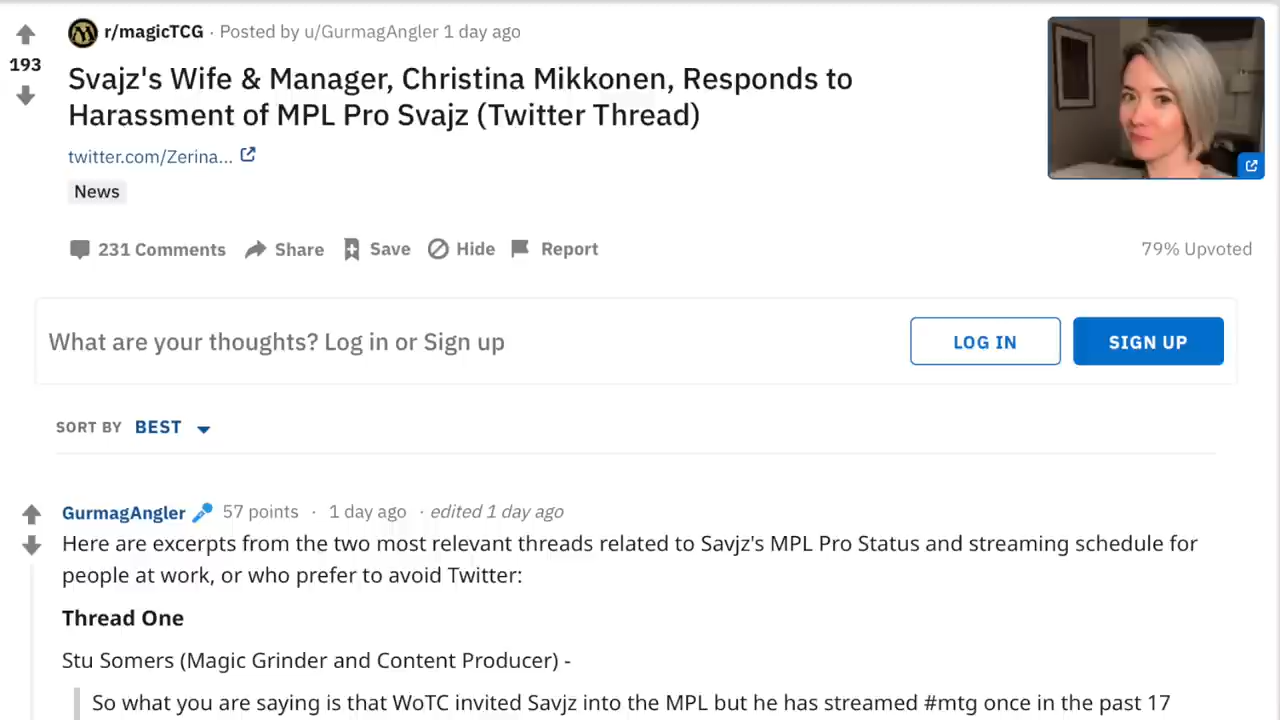 r/magicTCG · Posted by u/GurmagAngler 1 day ago
193
Svajz's Wife & Manager, Christina Mikkonen, Responds to
Harassment of MPL Pro Svajz (Twitter Thread)
twitter.com/Zerina...
News
231 Comments Share Save Hide Report
79% Upvoted
What are your thoughts? Log in or Sign up
LOG IN
SIGN UP
SORT BY BEST
GurmagAngler 57 points · 1 day ago · edited 1 day ago
Here are excerpts from the two most relevant threads related to Savjz's MPL Pro Status and streaming schedule for
people at work, or who prefer to avoid Twitter:
Thread One
Stu Somers (Magic Grinder and Content Producer) -
So what you are saying is that WoTC invited Savjz into the MPL but he has streamed #mtg once in the past 17